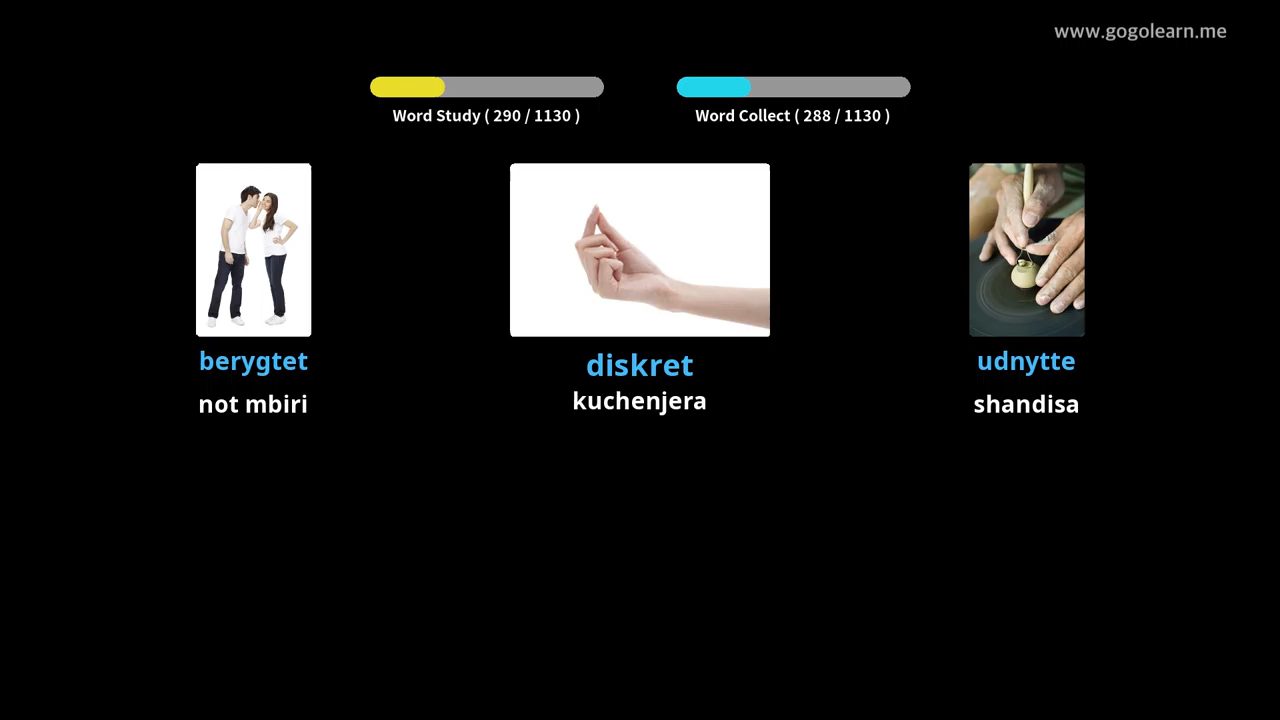 www.gogolearn.me
Word Study ( 290 / 1130 )
Word Collect ( 288 / 1130 )
berygtet
not mbiri
diskret
kuchenjera
udnytte
shandisa